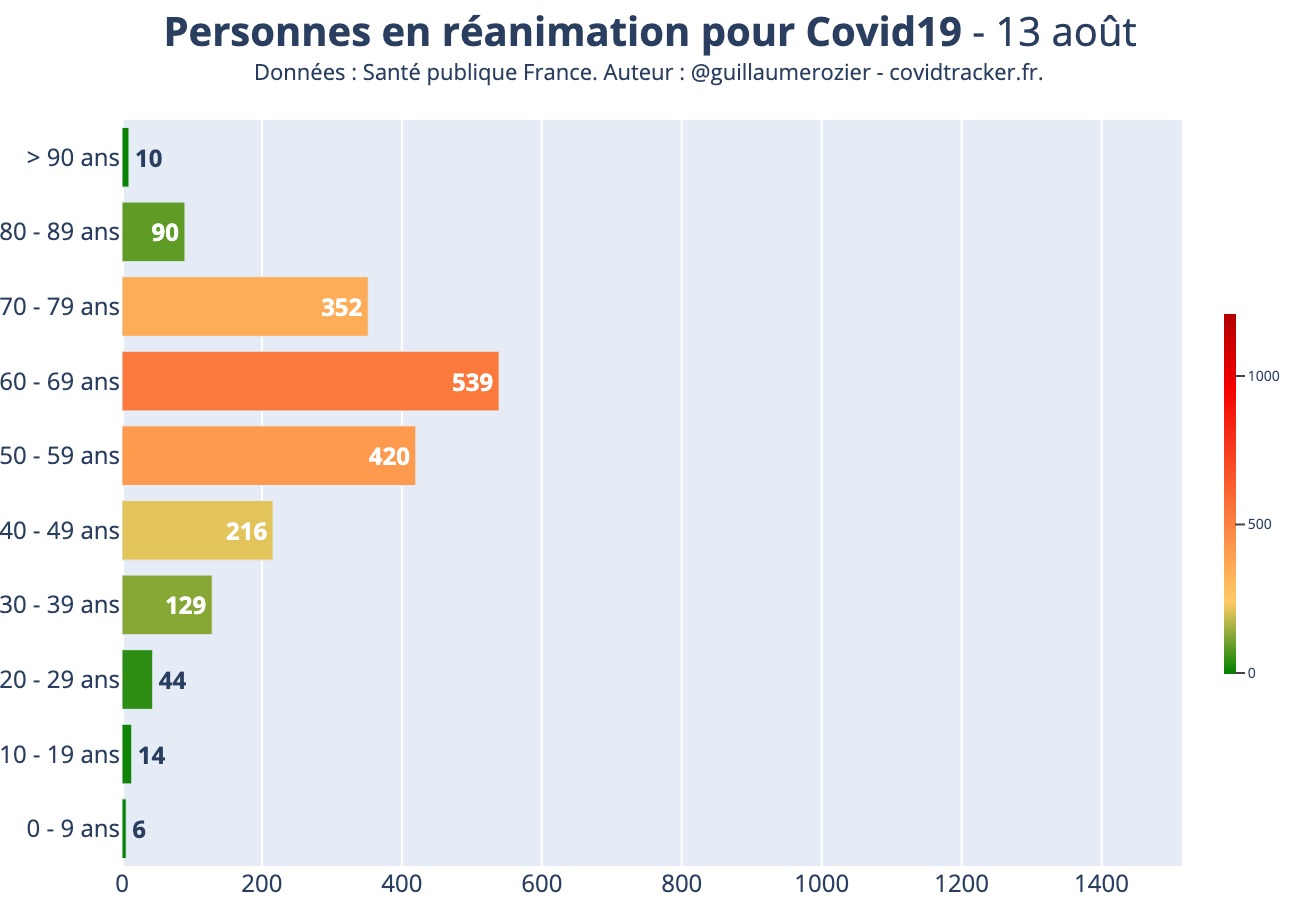 Personnes en réanimation pour Covid19 - 13 août
Données : Santé publique France. Auteur : @guillaumerozier - covidtracker.fr.
> 90 ans 10
80 - 89 ans 90
70 - 79 ans 352
60 - 69 ans 539
50 - 59 ans 420
40 - 49 ans 216
30 - 39 ans 129
20 - 29 ans 44
10 - 19 ans 14
0 - 9 ans 6
0 200 400 600 800 1000 1200 1400
1000
500
0